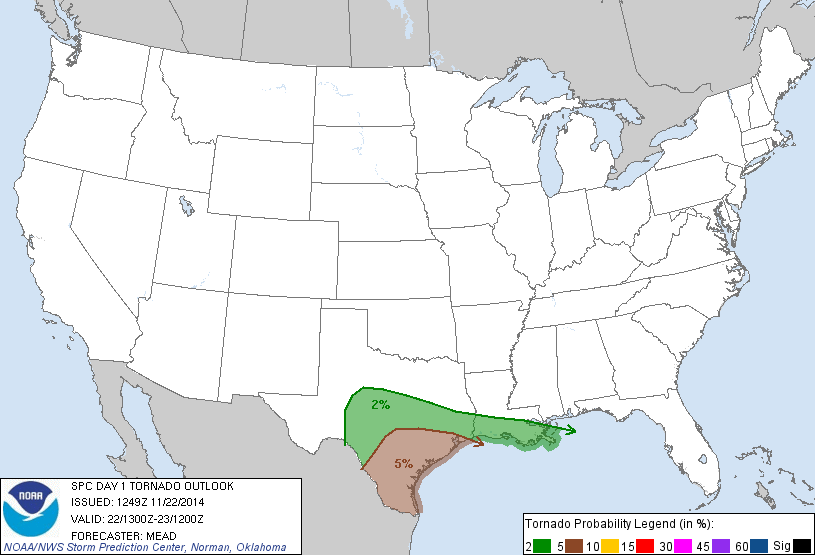 2%
5%
NOAA
SPC DAY 1 TORNADO OUTLOOK
ISSUED: 1249Z 11/22/2014
VALID: 22/1300Z-23/1200Z
FORECASTER: MEAD
NOAA/NWS Storm Prediction Center, Norman, Oklahoma
Tornado Probability Legend (in %):
2 5 10 15 30 45 60 Sig